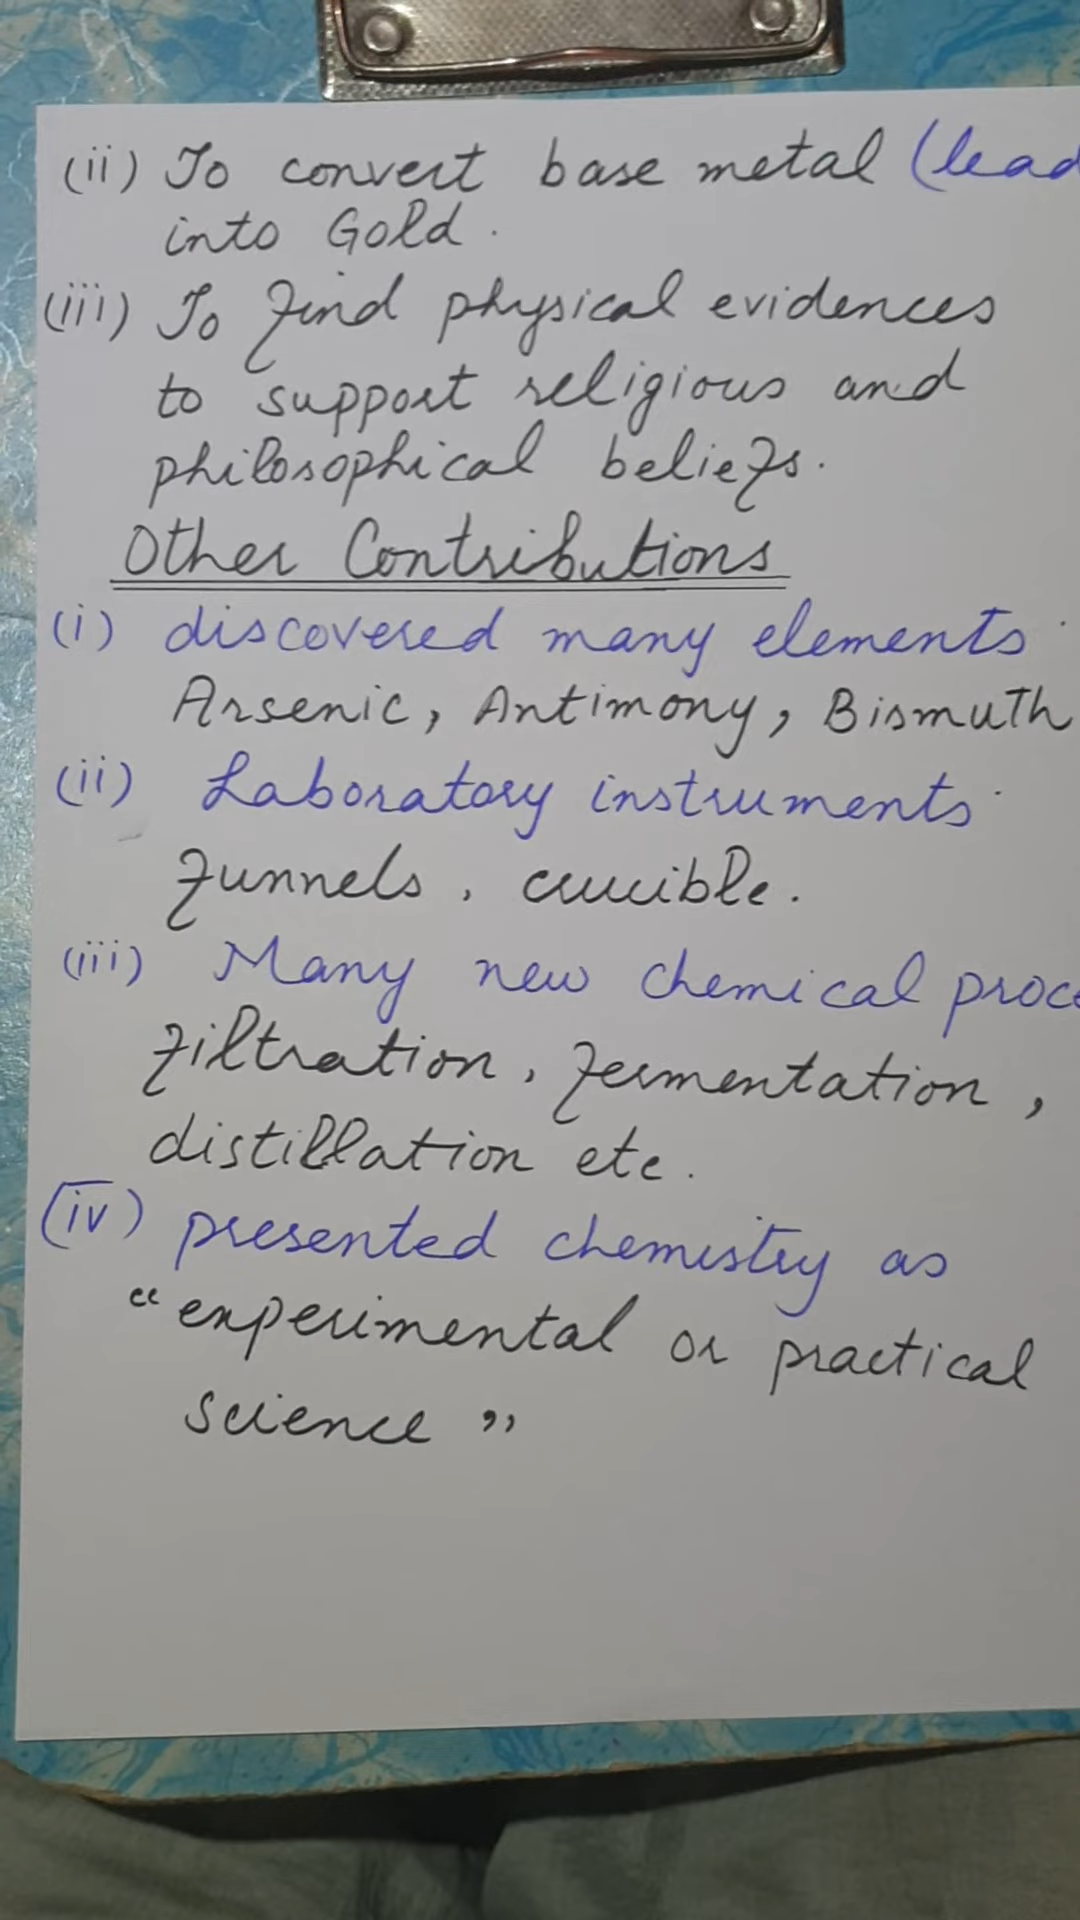 (ii) To convert base metal (lead
into Gold.
(iii) To find physical evidences
to support religious and
philosophical beliefs.
Other Contributions
(i) discovered many elements
Arsenic, Antimony, Bismuth
(ii) Laboratory instruments
funnels, crucible.
(iii) Many new chemical proce
filtration, fermentation,
distillation etc.
(iv) presented chemistry as
"experimental or practical
science"